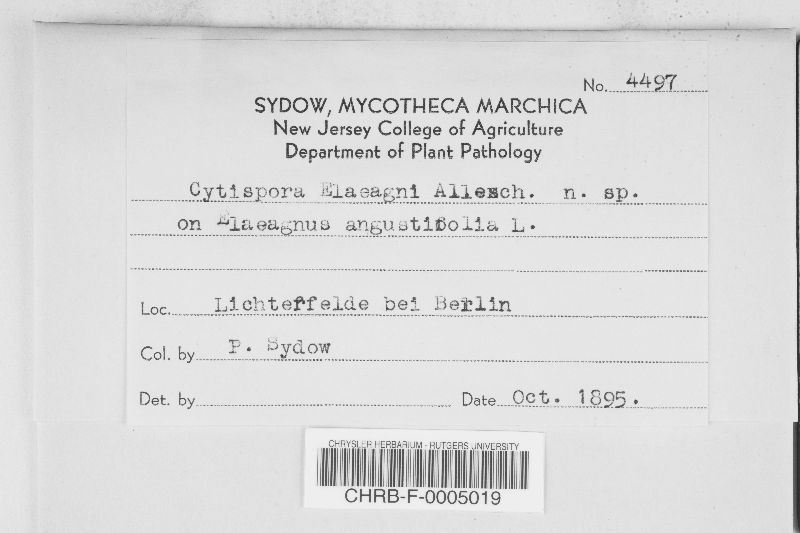 No. 4497
SYDOW, MYCOTHECA MARCHICA
New Jersey College of Agriculture
Department of Plant Pathology
Cytispora Elaeagni Allesch. n. sp.
on Elaeagnus angustifolia L.
Loc. Lichterfelde bei Berlin
Col. by P. Sydow
Det. by Date Oct. 1895.
CHRYSLER HERBARIUM - RUTGERS UNIVERSITY
CHRB-F-0005019